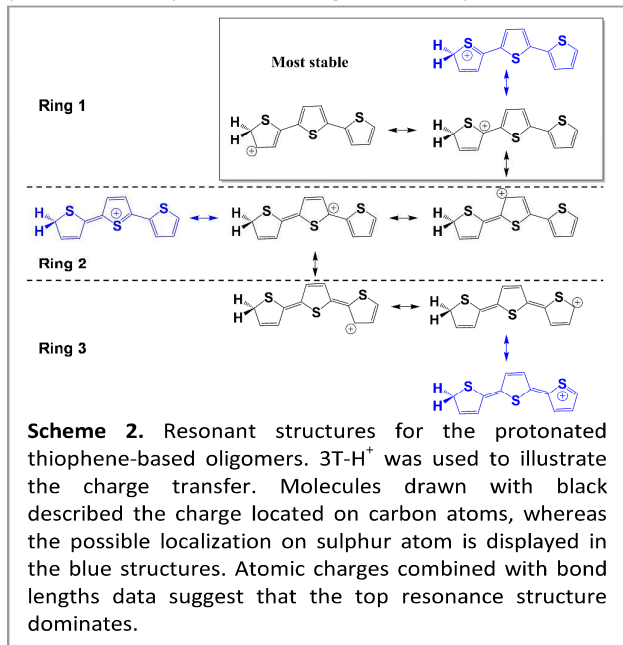 S S S
H
H
⊕
Most stable
Ring 1
S S S
H
H
⊕
S S S
H
H
⊕
S S S
H
H
⊕
S S S
H
H
⊕
S S S
H
H
⊕
Ring 2
S S S
H
H
⊕
S S S
H
H
⊕
Ring 3
S S S
H
H
⊕
Scheme 2. Resonant structures for the protonated
thiophene-based oligomers. 3T-H⁺ was used to illustrate
the charge transfer. Molecules drawn with black
described the charge located on carbon atoms, whereas
the possible localization on sulphur atom is displayed in
the blue structures. Atomic charges combined with bond
lengths data suggest that the top resonance structure
dominates.